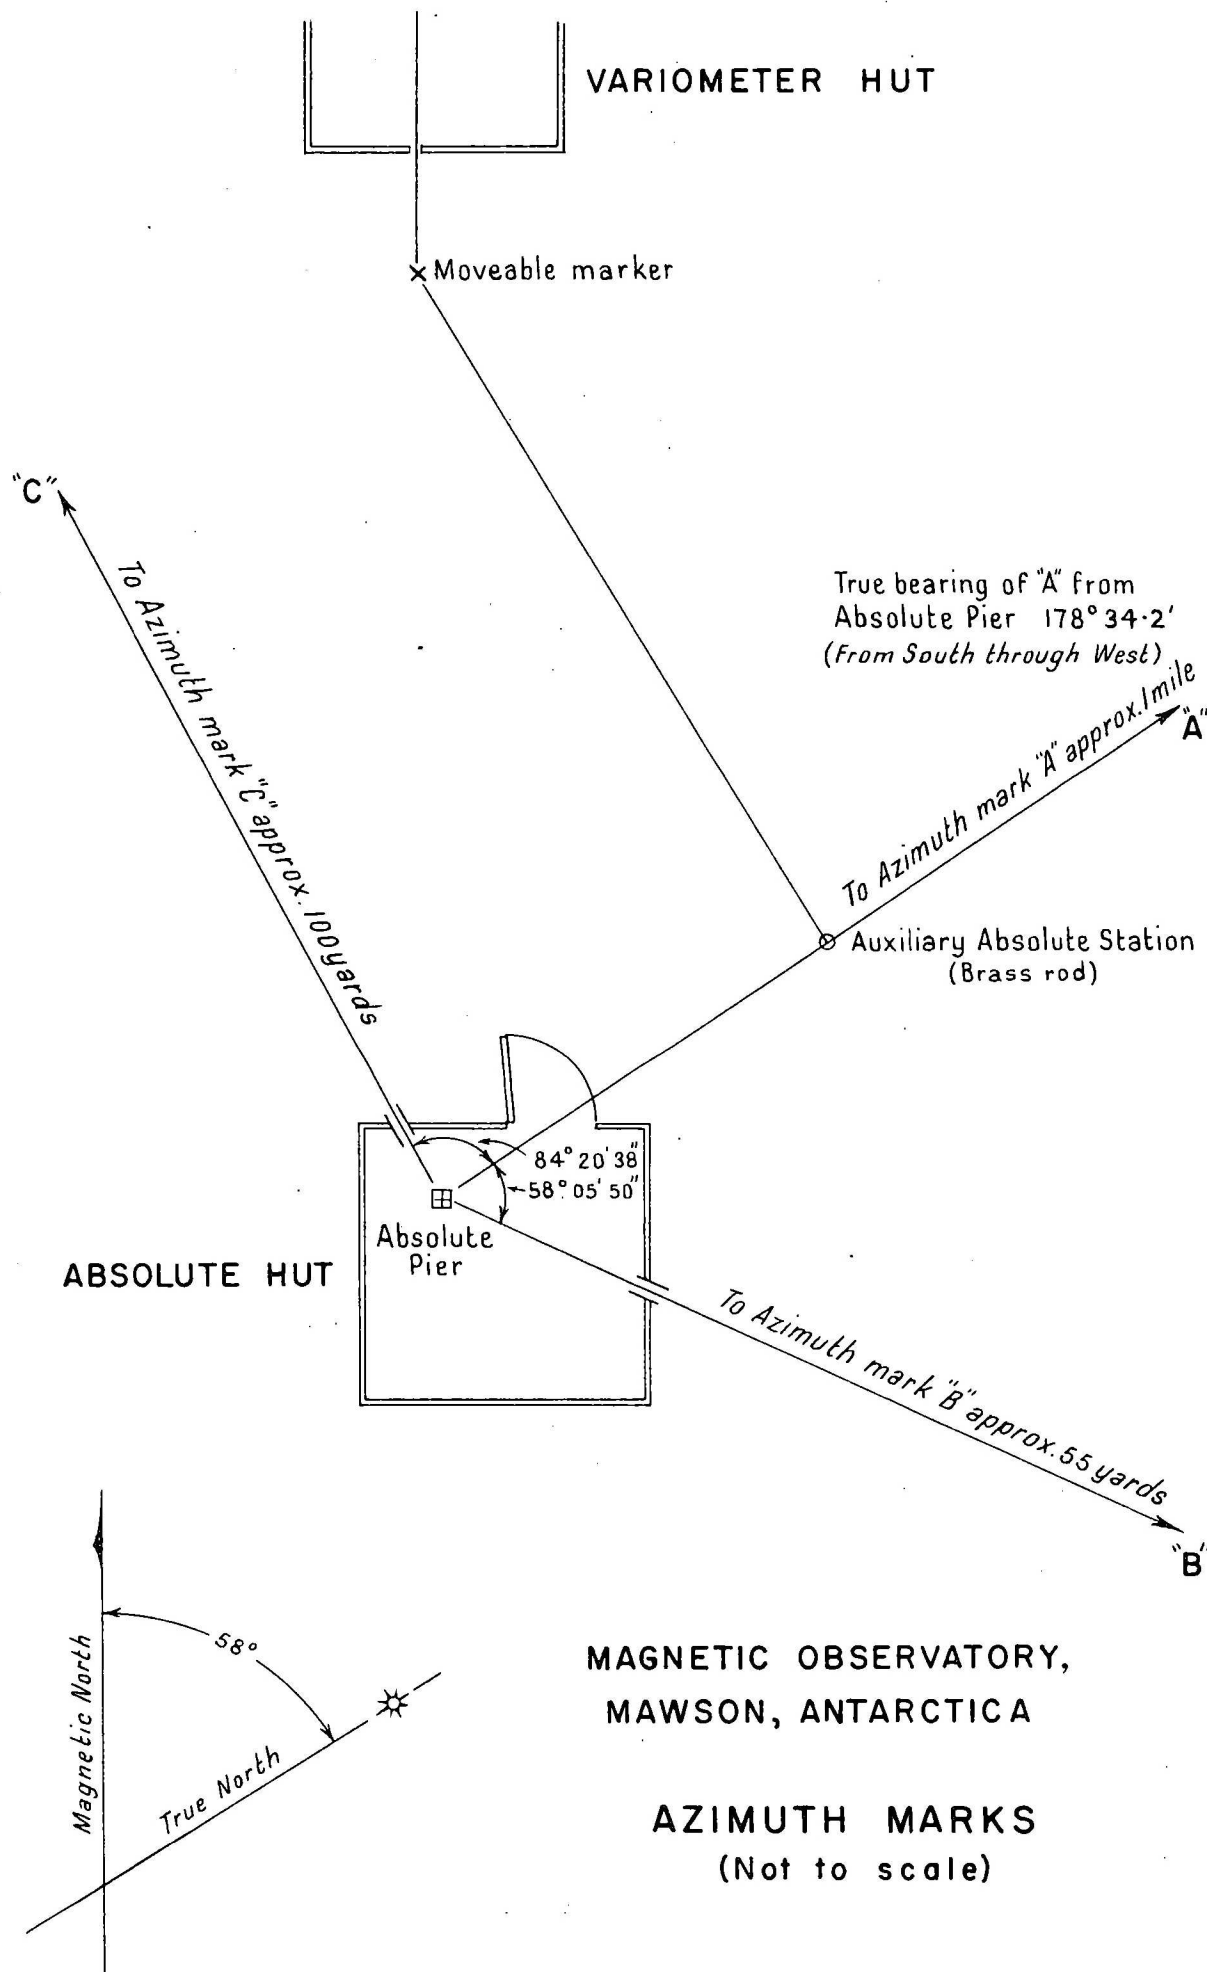 VARIOMETER HUT
Moveable marker
"C"
To Azimuth mark "C" approx. 100 yards
True bearing of "A" from
Absolute Pier 178° 34·2'
(From South through West)
To Azimuth mark "A" approx. 1 mile
"A"
Auxiliary Absolute Station
(Brass rod)
84° 20' 38"
58° 05' 50"
Absolute
Pier
ABSOLUTE HUT
To Azimuth mark "B" approx. 55 yards
"B"
Magnetic North
58°
True North
MAGNETIC OBSERVATORY,
MAWSON, ANTARCTICA
AZIMUTH MARKS
(Not to scale)